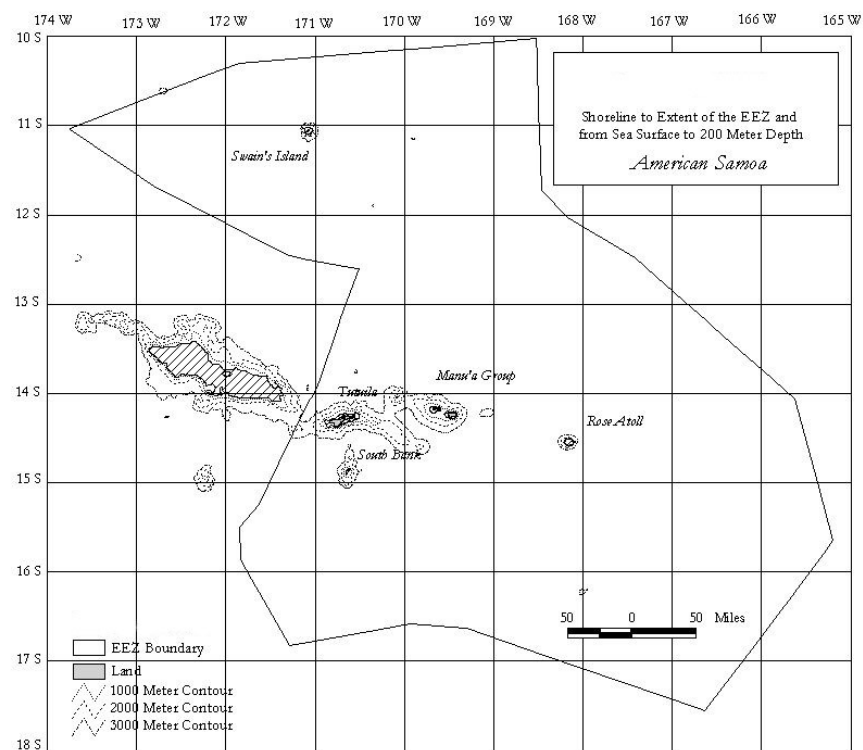 174 W
173 W
172 W
171W
170 W
169 W
168 W
167 W
166 W
165 W
10 S
11 S
12 S
13 S
14 S
15 S
16 S
17 S
18 S
Shoreline to Extent of the EEZ and
from Sea Surface to 200 Meter Depth
American Samoa
Swain's Island
Tutuila
Manu'a Group
Rose Atoll
South Bank
50 0 50 Miles
EEZ Boundary
Land
1000 Meter Contour
2000 Meter Contour
3000 Meter Contour